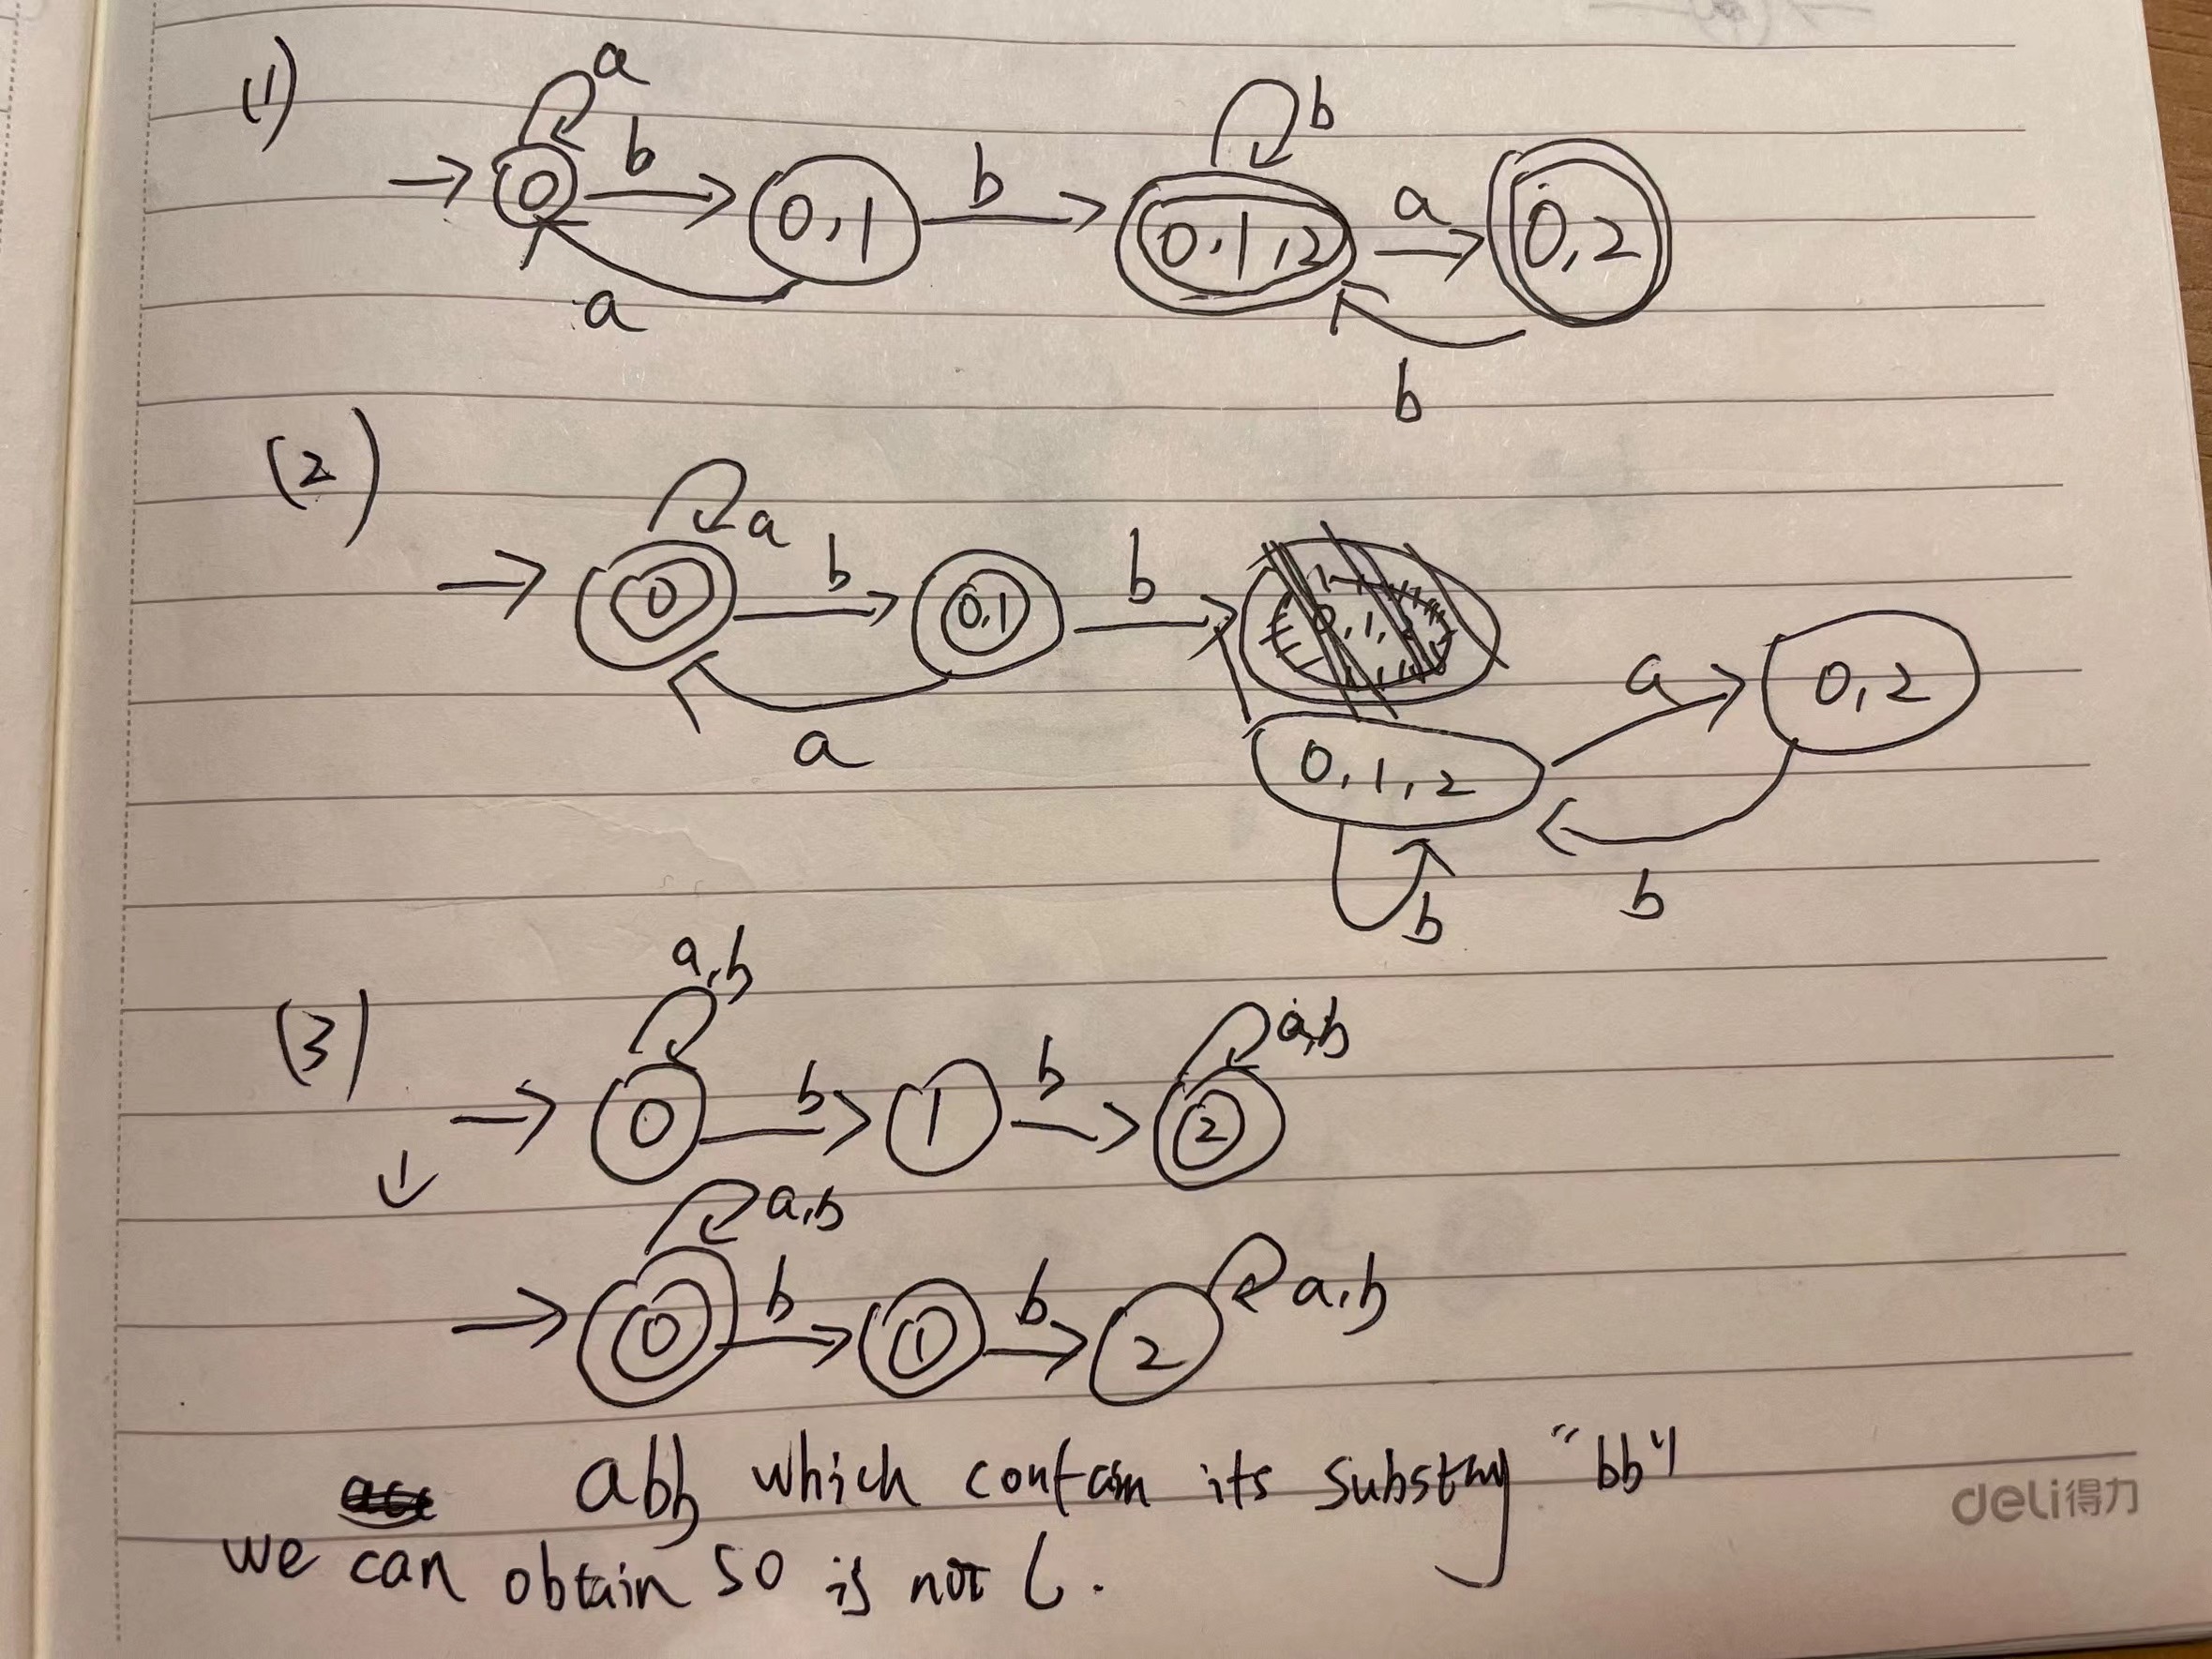 (1)
a
b
b
b
a
0
0,1
0,1,2
0,2
a
b
(2)
a
b
b
0
0,1
a
0,2
a
0,1,2
b
b
(3)
a,b
a,b
b
b
0
1
2
a,b
b
b
a,b
0
1
2
abb which contain its substring "bb"
we can obtain so is not L.
deli得力